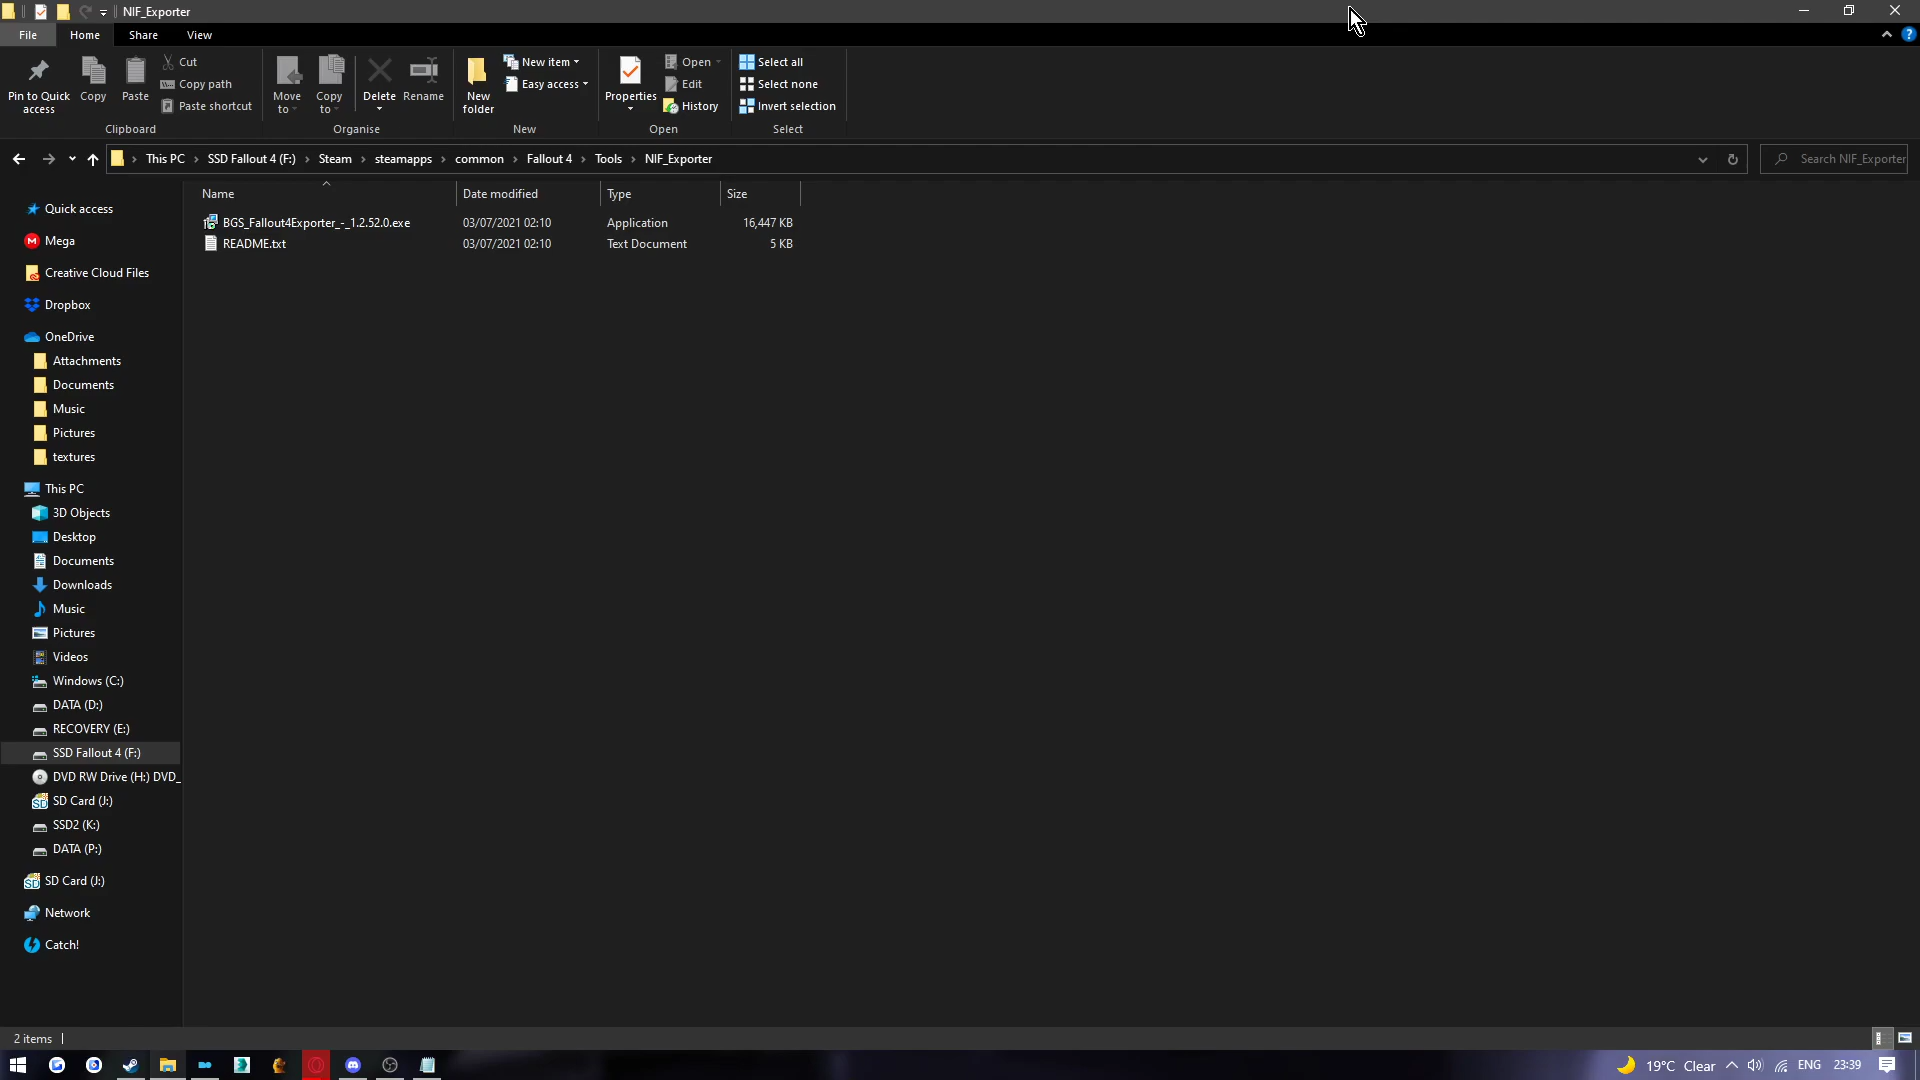 NIF_Exporter
File Home Share View
Pin to Quick access
Copy
Paste
Cut
Copy path
Paste shortcut
Clipboard
Move to
Copy to
Delete
Rename
Organise
New folder
New item
Easy access
New
Properties
Open
Edit
History
Open
Select all
Select none
Invert selection
Select
This PC > SSD Fallout 4 (F:) > Steam > steamapps > common > Fallout 4 > Tools > NIF_Exporter
Search NIF_Exporter
Name Date modified Type Size
BGS_Fallout4Exporter_-_1.2.52.0.exe 03/07/2021 02:10 Application 16,447 KB
README.txt 03/07/2021 02:10 Text Document 5 KB
Quick access
Mega
Creative Cloud Files
Dropbox
OneDrive
Attachments
Documents
Music
Pictures
textures
This PC
3D Objects
Desktop
Documents
Downloads
Music
Pictures
Videos
Windows (C:)
DATA (D:)
RECOVERY (E:)
SSD Fallout 4 (F:)
DVD RW Drive (H:) DVD_
SD Card (J:)
SSD2 (K:)
DATA (P:)
SD Card (J:)
Network
Catch!
2 items
19°C Clear ENG 23:39